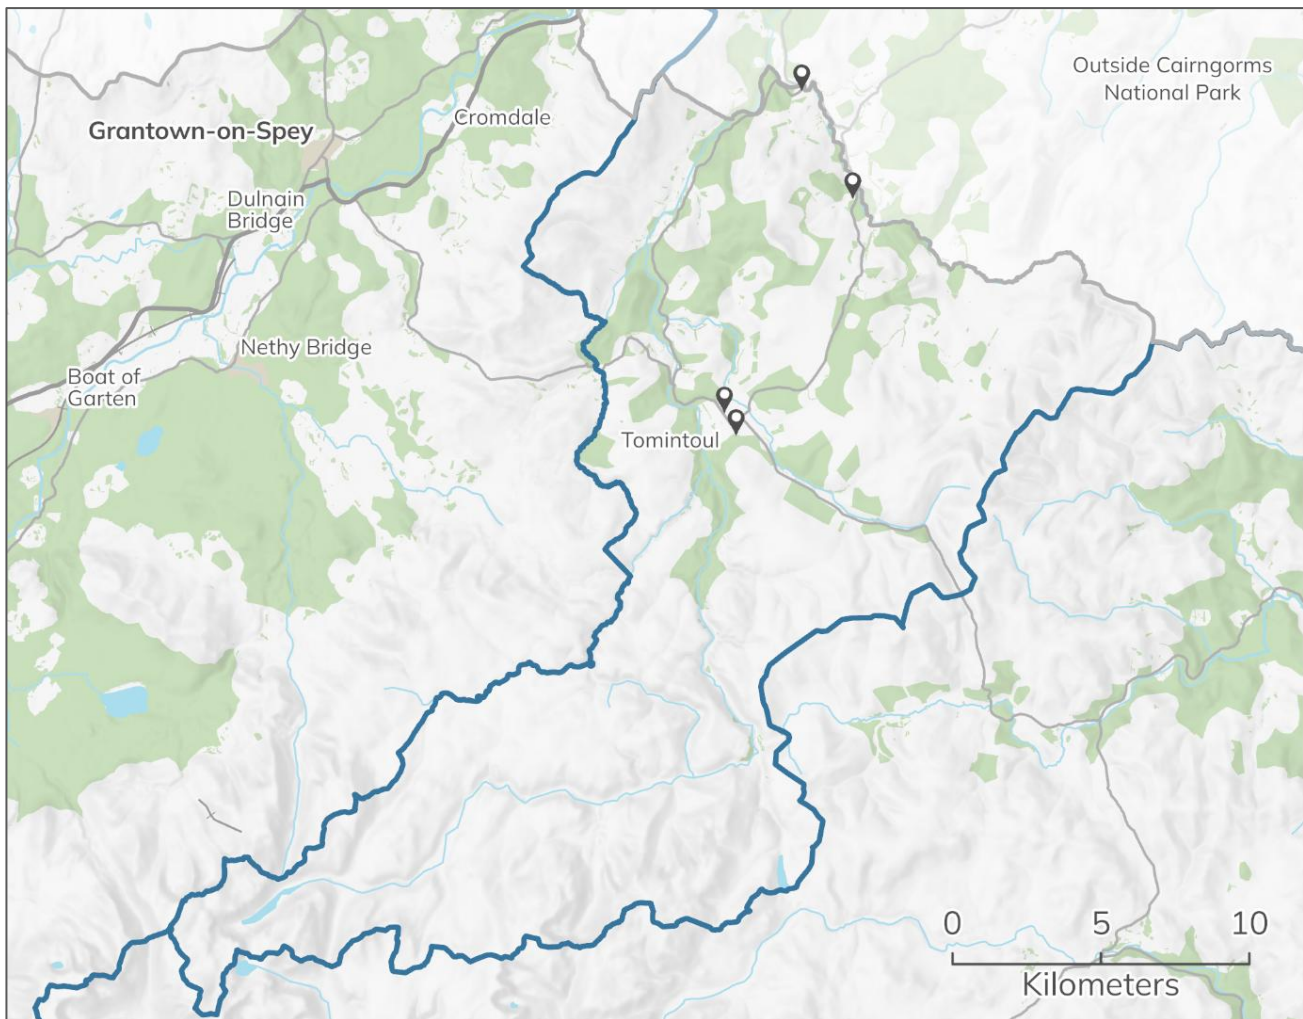 Outside Cairngorms
National Park
Cromdale
Grantown-on-Spey
Dulnain
Bridge
Nethy Bridge
Boat of
Garten
Tomintoul
0 5 10
Kilometers